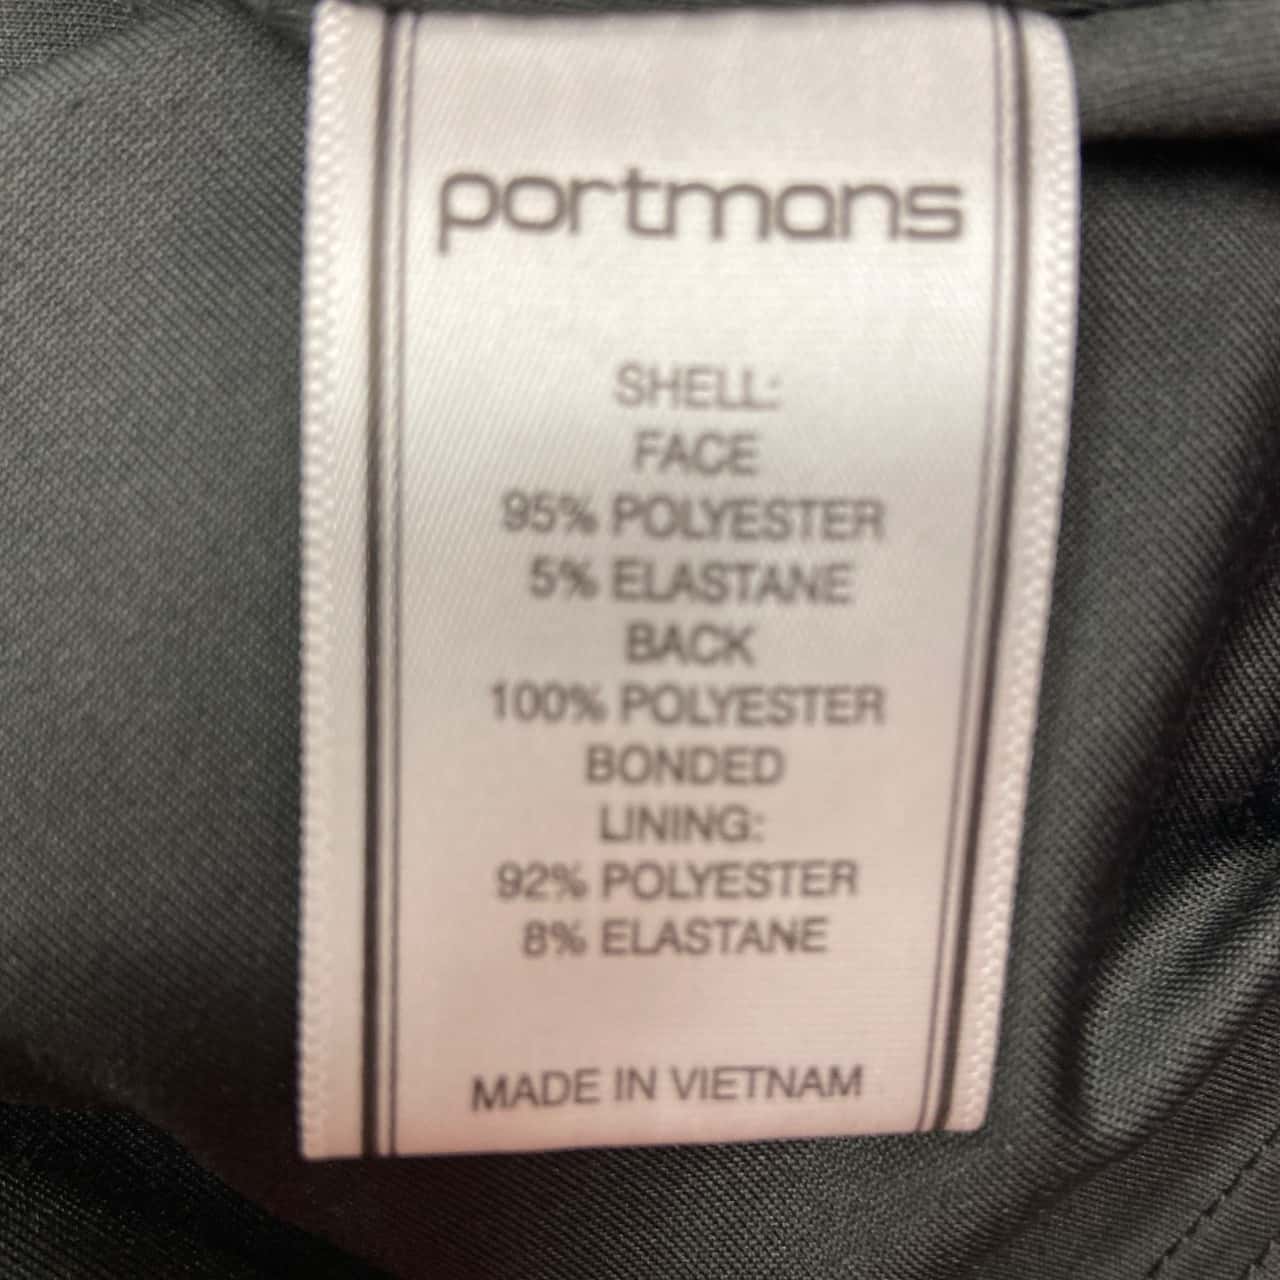 portmans
SHELL:
FACE
95% POLYESTER
5% ELASTANE
BACK
100% POLYESTER
BONDED
LINING:
92% POLYESTER
8% ELASTANE
MADE IN VIETNAM